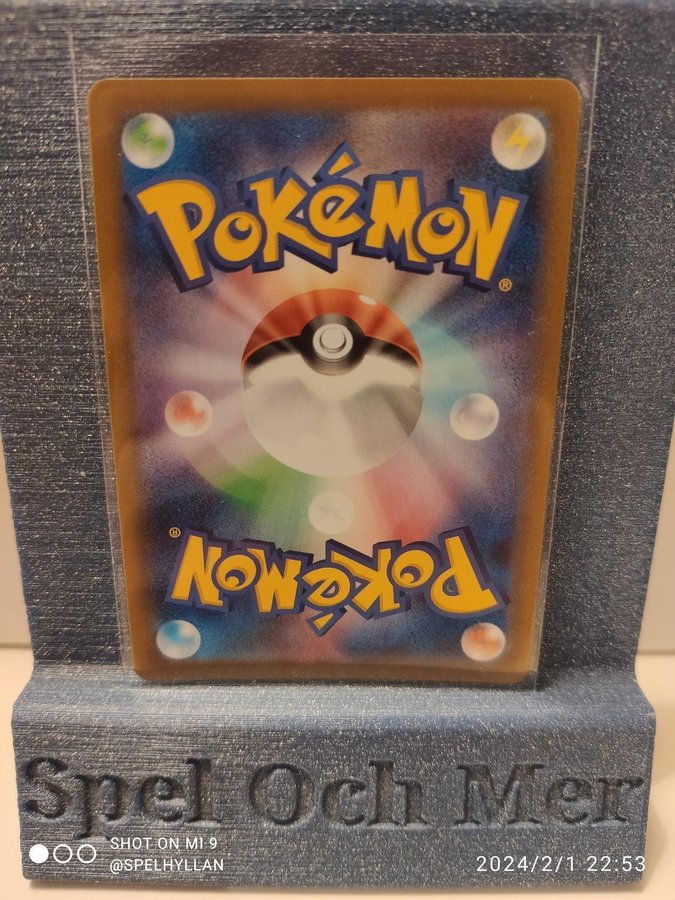 POKéMON
®
®
POKéMON
Spel Och Mer
SHOT ON MI 9
@SPELHYLLAN
2024/2/1 22:53